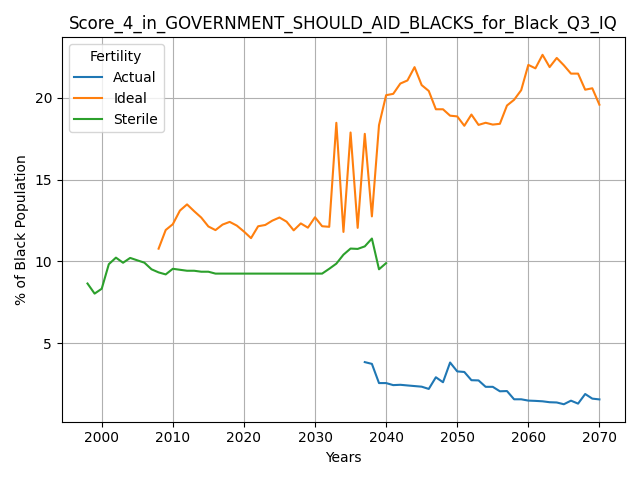 Score_4_in_GOVERNMENT_SHOULD_AID_BLACKS_for_Black_Q3_IQ
Fertility
Actual
Ideal
Sterile
% of Black Population
20
15
10
5
2000 2010 2020 2030 2040 2050 2060 2070
Years